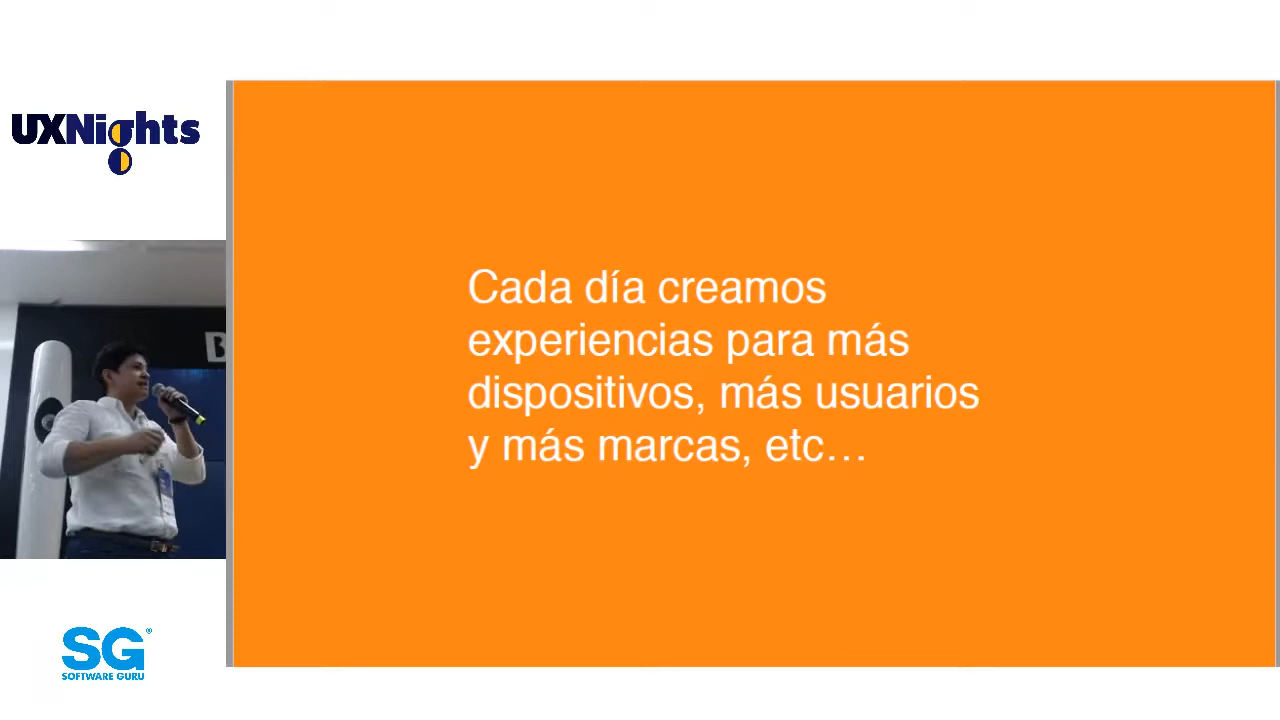 UXNights
Cada día creamos
experiencias para más
dispositivos, más usuarios
y más marcas, etc…
SG®
SOFTWARE GURU